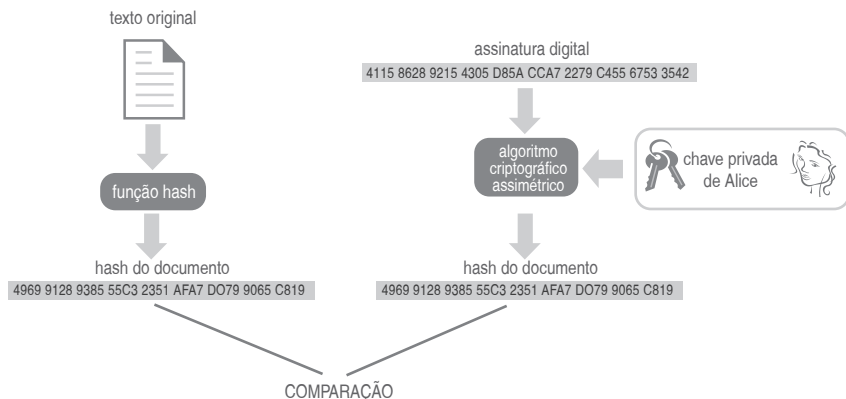 texto original
função hash
hash do documento
4969 9128 9385 55C3 2351 AFA7 DO79 9065 C819
assinatura digital
4115 8628 9215 4305 D85A CCA7 2279 C455 6753 3542
algoritmo
criptográfico
assimétrico
chave privada
de Alice
hash do documento
4969 9128 9385 55C3 2351 AFA7 DO79 9065 C819
COMPARAÇÃO